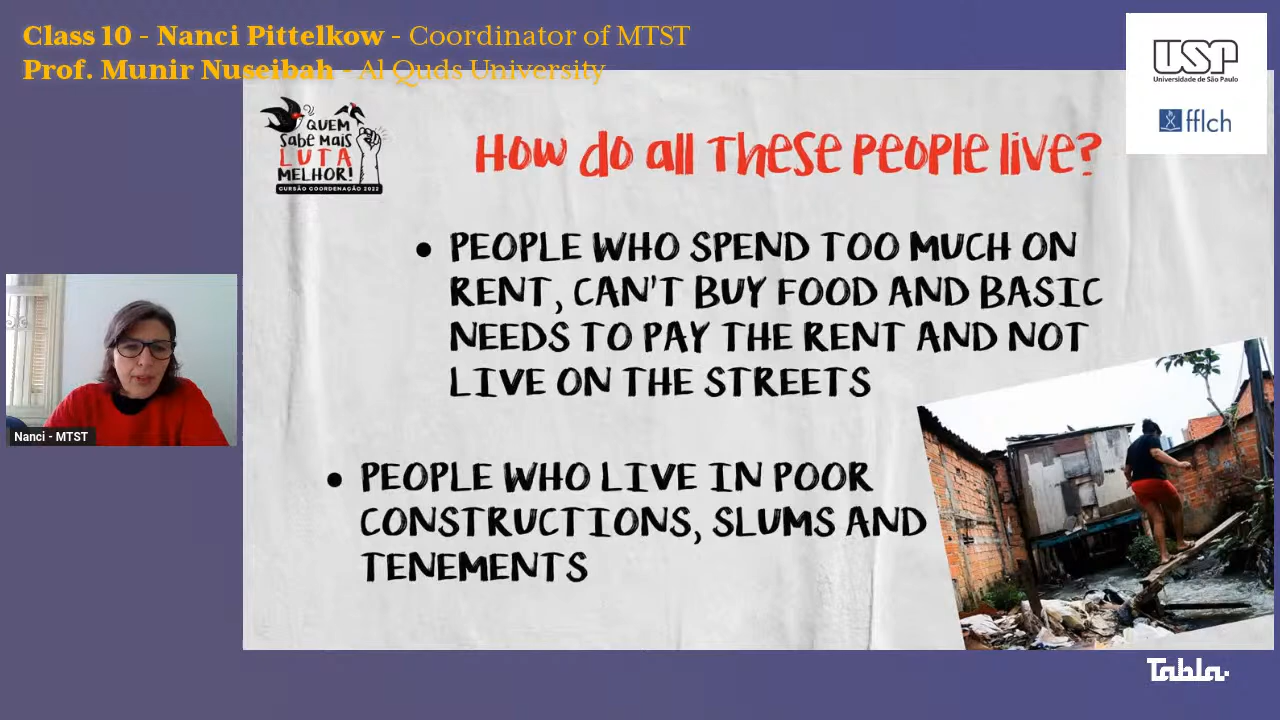 Class 10 - Nanci Pittelkow - Coordinator of MTST
Prof. Munir Nuseibah - Al Quds University
USP
Universidade de São Paulo
fflch
QUEM
Sabe Mais
LUTA
MELHOR!
CURSÃO COORDENAÇÃO 2022
How do all these people live?
• PEOPLE WHO SPEND TOO MUCH ON
RENT, CAN'T BUY FOOD AND BASIC
NEEDS TO PAY THE RENT AND NOT
LIVE ON THE STREETS
• PEOPLE WHO LIVE IN POOR
CONSTRUCTIONS, SLUMS AND
TENEMENTS
Nanci - MTST
Tabla.